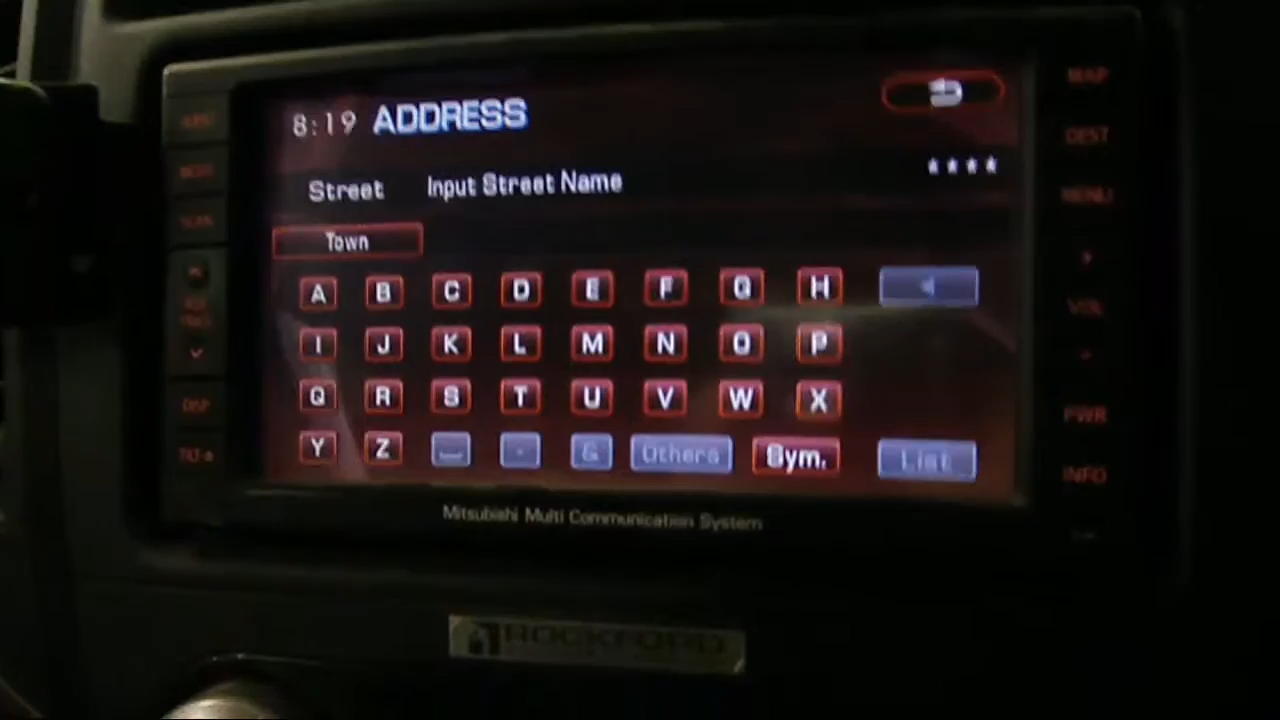 8:19 ADDRESS
★★★★
Street Input Street Name
Town
A B C D E F G H
I J K L M N O P
Q R S T U V W X
Y Z - & Others Sym. List
Mitsubishi Multi Communication System
ROCKFORD
MAP
DEST
MENU
VOL
PWR
INFO
DISP